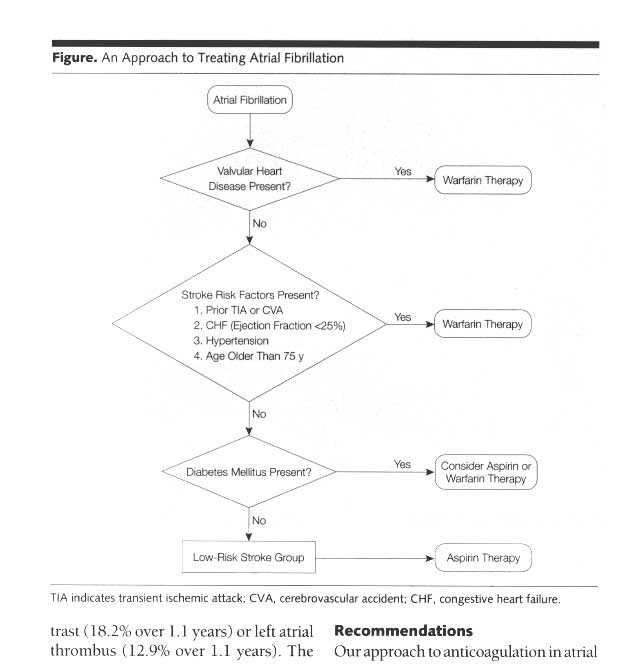 Figure. An Approach to Treating Atrial Fibrillation
Atrial Fibrillation
Valvular Heart
Disease Present?
Yes
Warfarin Therapy
No
Stroke Risk Factors Present?
1. Prior TIA or CVA
2. CHF (Ejection Fraction <25%)
3. Hypertension
4. Age Older Than 75 y
Yes
Warfarin Therapy
No
Diabetes Mellitus Present?
Yes
Consider Aspirin or
Warfarin Therapy
No
Low-Risk Stroke Group
Aspirin Therapy
TIA indicates transient ischemic attack; CVA, cerebrovascular accident; CHF, congestive heart failure.
trast (18.2% over 1.1 years) or left atrial
thrombus (12.9% over 1.1 years). The
Recommendations
Our approach to anticoagulation in atrial